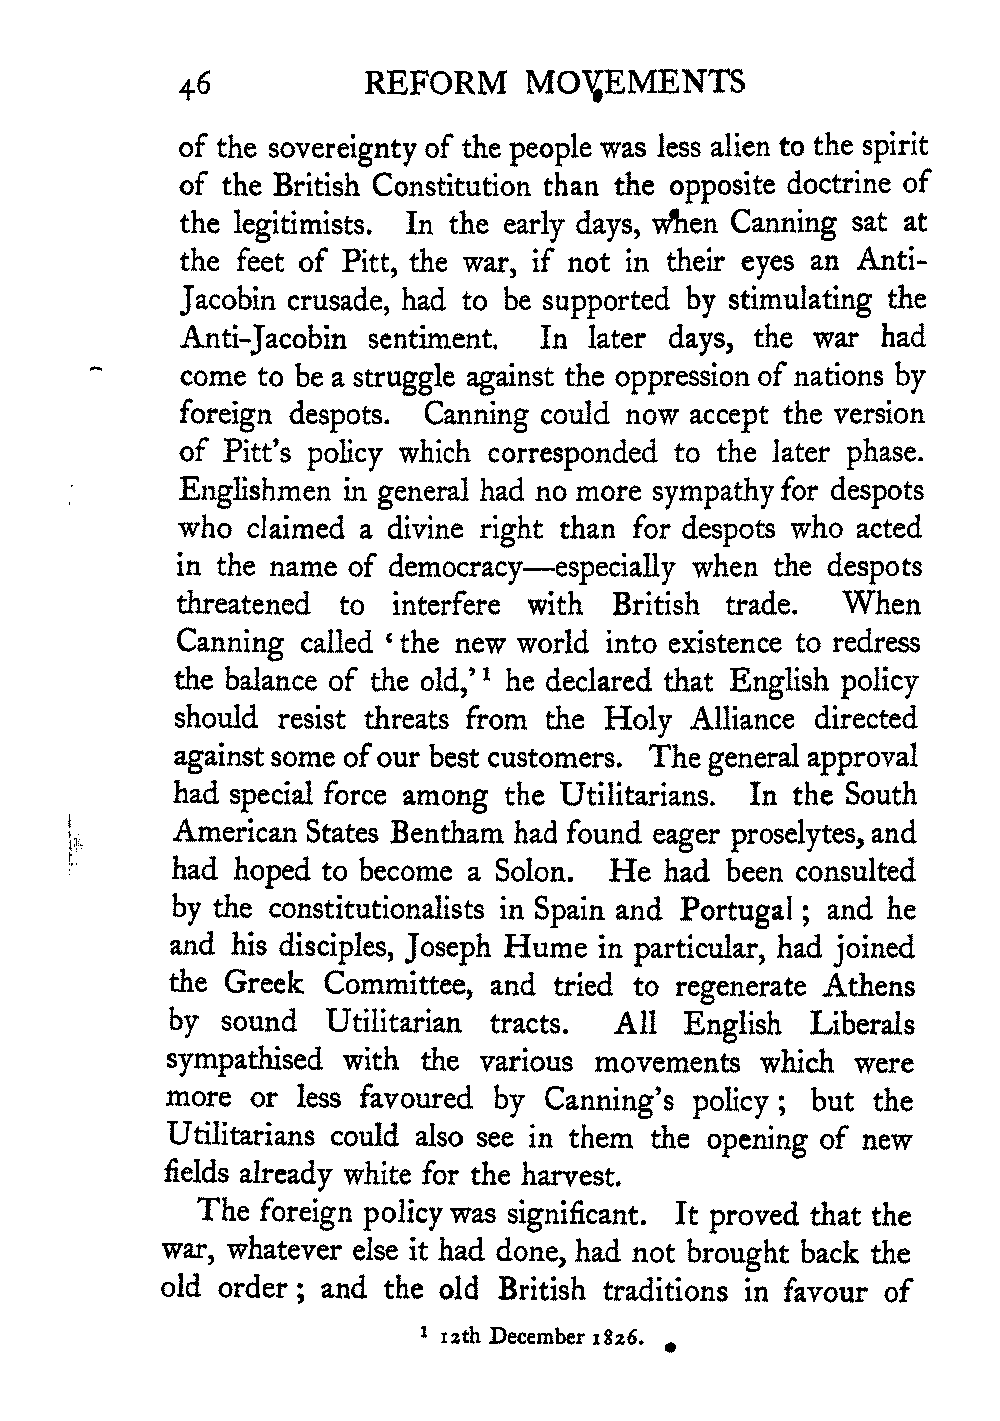 46 REFORM MOVEMENTS
of the sovereignty of the people was less alien to the spirit
of the British Constitution than the opposite doctrine of
the legitimists. In the early days, when Canning sat at
the feet of Pitt, the war, if not in their eyes an Anti-
Jacobin crusade, had to be supported by stimulating the
Anti-Jacobin sentiment. In later days, the war had
come to be a struggle against the oppression of nations by
foreign despots. Canning could now accept the version
of Pitt's policy which corresponded to the later phase.
Englishmen in general had no more sympathy for despots
who claimed a divine right than for despots who acted
in the name of democracy—especially when the despots
threatened to interfere with British trade. When
Canning called ‘the new world into existence to redress
the balance of the old,’¹ he declared that English policy
should resist threats from the Holy Alliance directed
against some of our best customers. The general approval
had special force among the Utilitarians. In the South
American States Bentham had found eager proselytes, and
had hoped to become a Solon. He had been consulted
by the constitutionalists in Spain and Portugal; and he
and his disciples, Joseph Hume in particular, had joined
the Greek Committee, and tried to regenerate Athens
by sound Utilitarian tracts. All English Liberals
sympathised with the various movements which were
more or less favoured by Canning's policy; but the
Utilitarians could also see in them the opening of new
fields already white for the harvest.
The foreign policy was significant. It proved that the
war, whatever else it had done, had not brought back the
old order; and the old British traditions in favour of
¹ 12th December 1826.